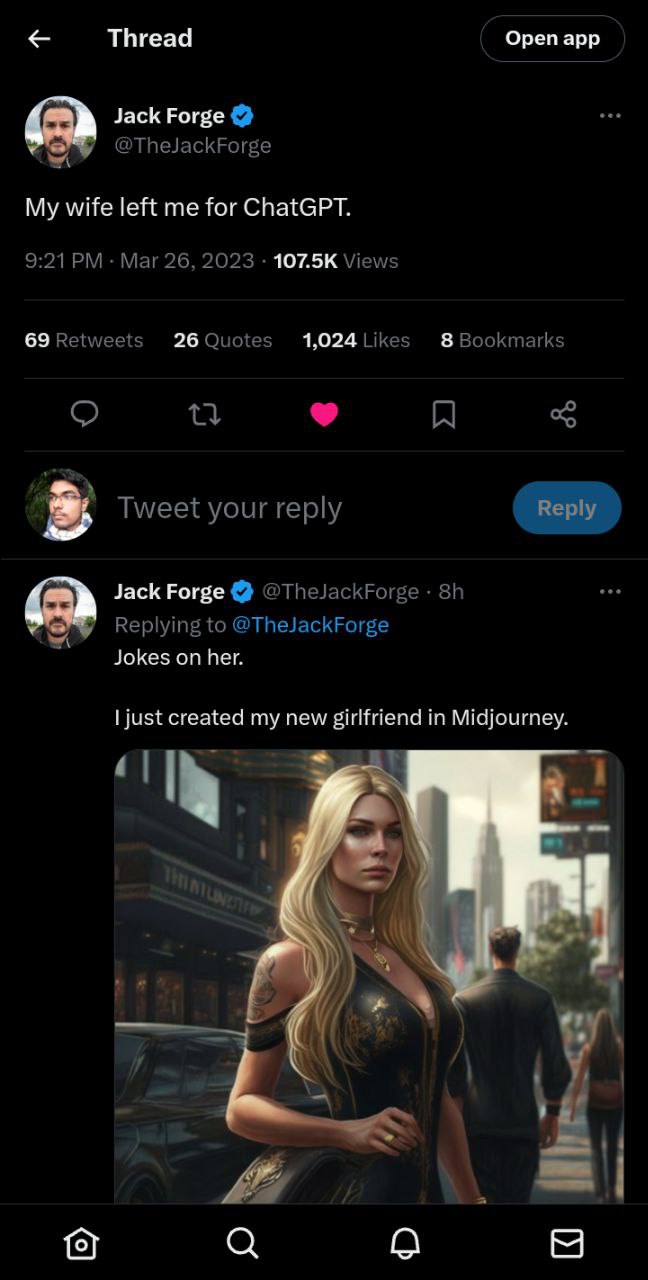 Thread
Open app
Jack Forge
@TheJackForge
My wife left me for ChatGPT.
9:21 PM · Mar 26, 2023 · 107.5K Views
69 Retweets 26 Quotes 1,024 Likes 8 Bookmarks
Tweet your reply
Reply
Jack Forge @TheJackForge · 8h
Replying to @TheJackForge
Jokes on her.
I just created my new girlfriend in Midjourney.